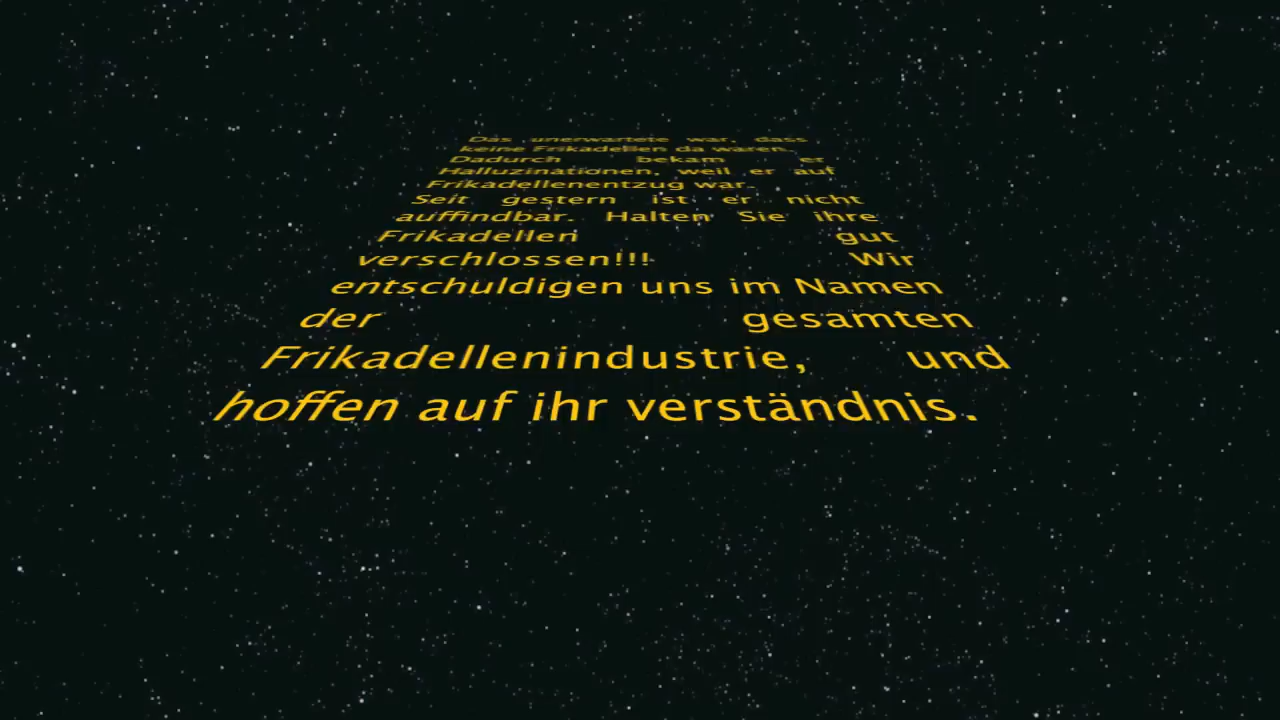 Das unerwartete war, dass
keine Frikadellen da waren.
Dadurch bekam er
Halluzinationen, weil er auf
Frikadellenentzug war.
Seit gestern ist er nicht
auffindbar. Halten Sie ihre
Frikadellen gut
verschlossen!!! Wir
entschuldigen uns im Namen
der gesamten
Frikadellenindustrie, und
hoffen auf ihr verständnis.